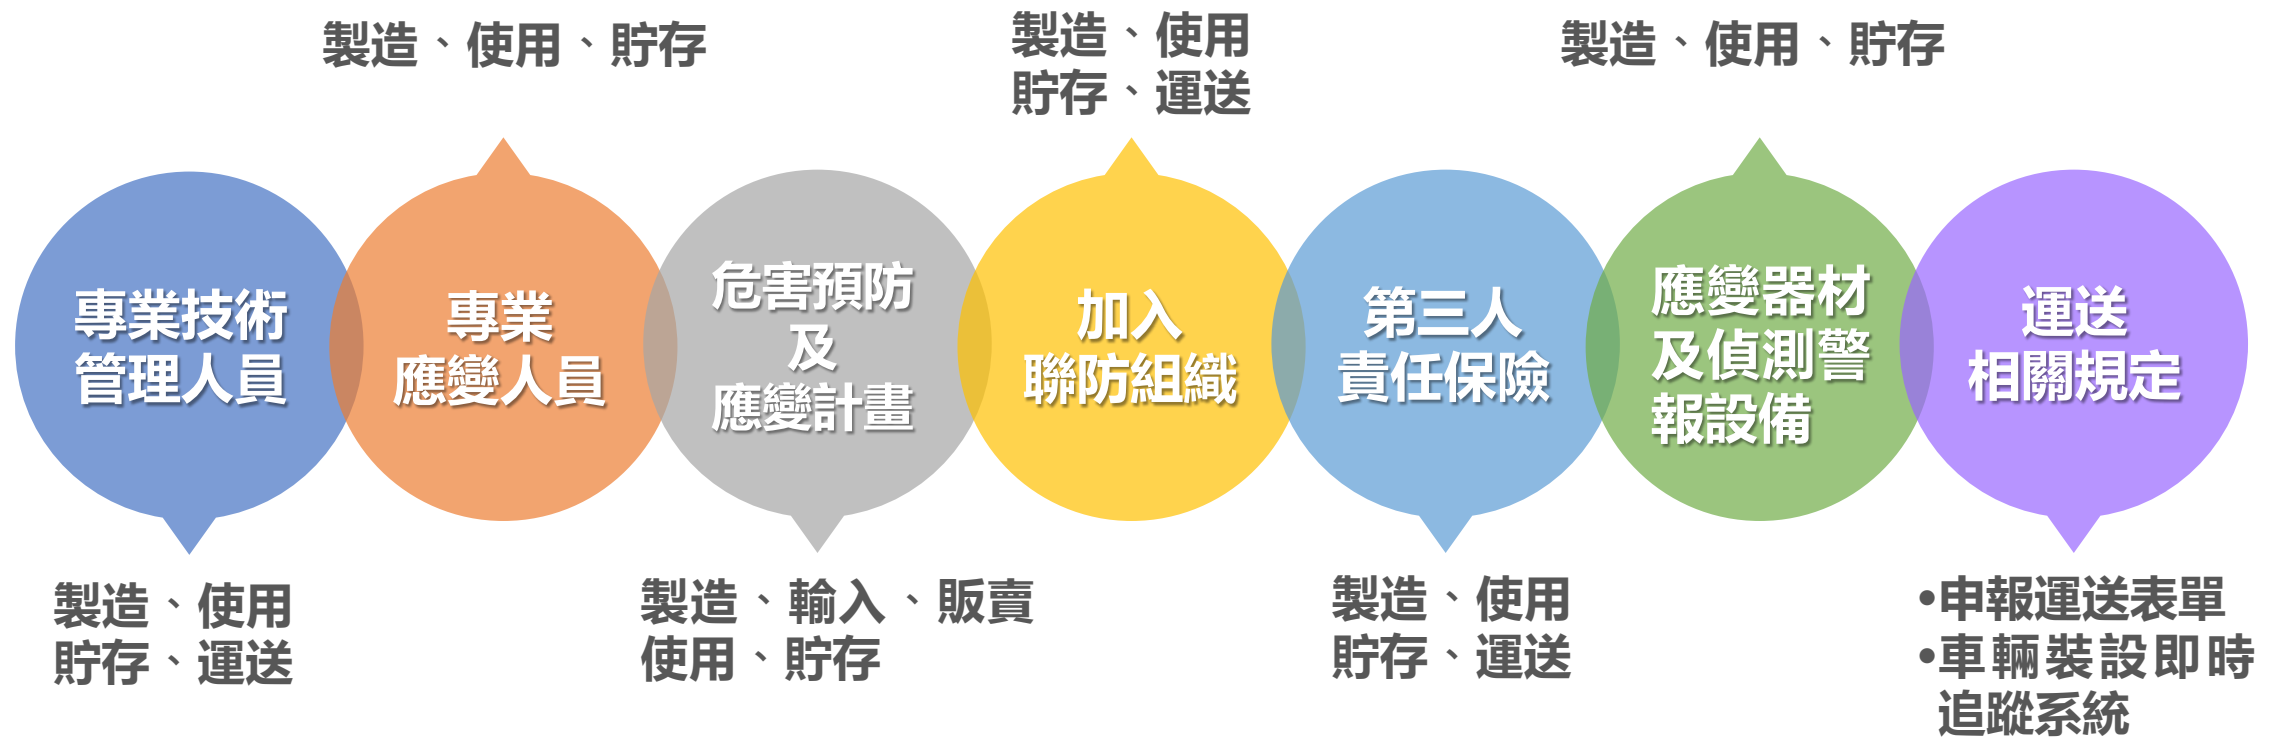 製造、使用、貯存
製造、使用
貯存、運送
製造、使用、貯存
專業技術
管理人員
專業
應變人員
危害預防
及
應變計畫
加入
聯防組織
第三人
責任保險
應變器材
及偵測警
報設備
運送
相關規定
製造、使用
貯存、運送
製造、輸入、販賣
使用、貯存
製造、使用
貯存、運送
•申報運送表單
•車輛裝設即時
追蹤系統